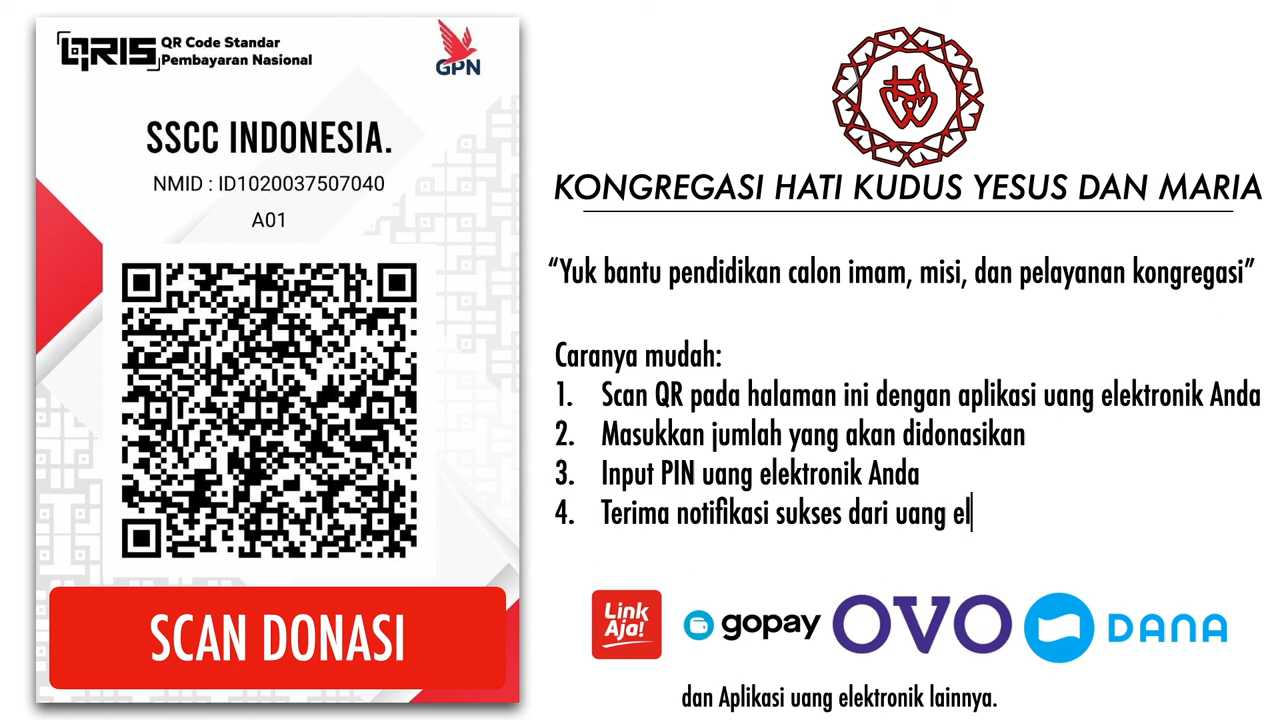 QRIS QR Code Standar
Pembayaran Nasional
GPN
SSCC INDONESIA.
NMID : ID1020037507040
A01
SCAN DONASI
KONGREGASI HATI KUDUS YESUS DAN MARIA
“Yuk bantu pendidikan calon imam, misi, dan pelayanan kongregasi”
Caranya mudah:
1. Scan QR pada halaman ini dengan aplikasi uang elektronik Anda
2. Masukkan jumlah yang akan didonasikan
3. Input PIN uang elektronik Anda
4. Terima notifikasi sukses dari uang el
Link
Aja!
gopay OVO DANA
dan Aplikasi uang elektronik lainnya.